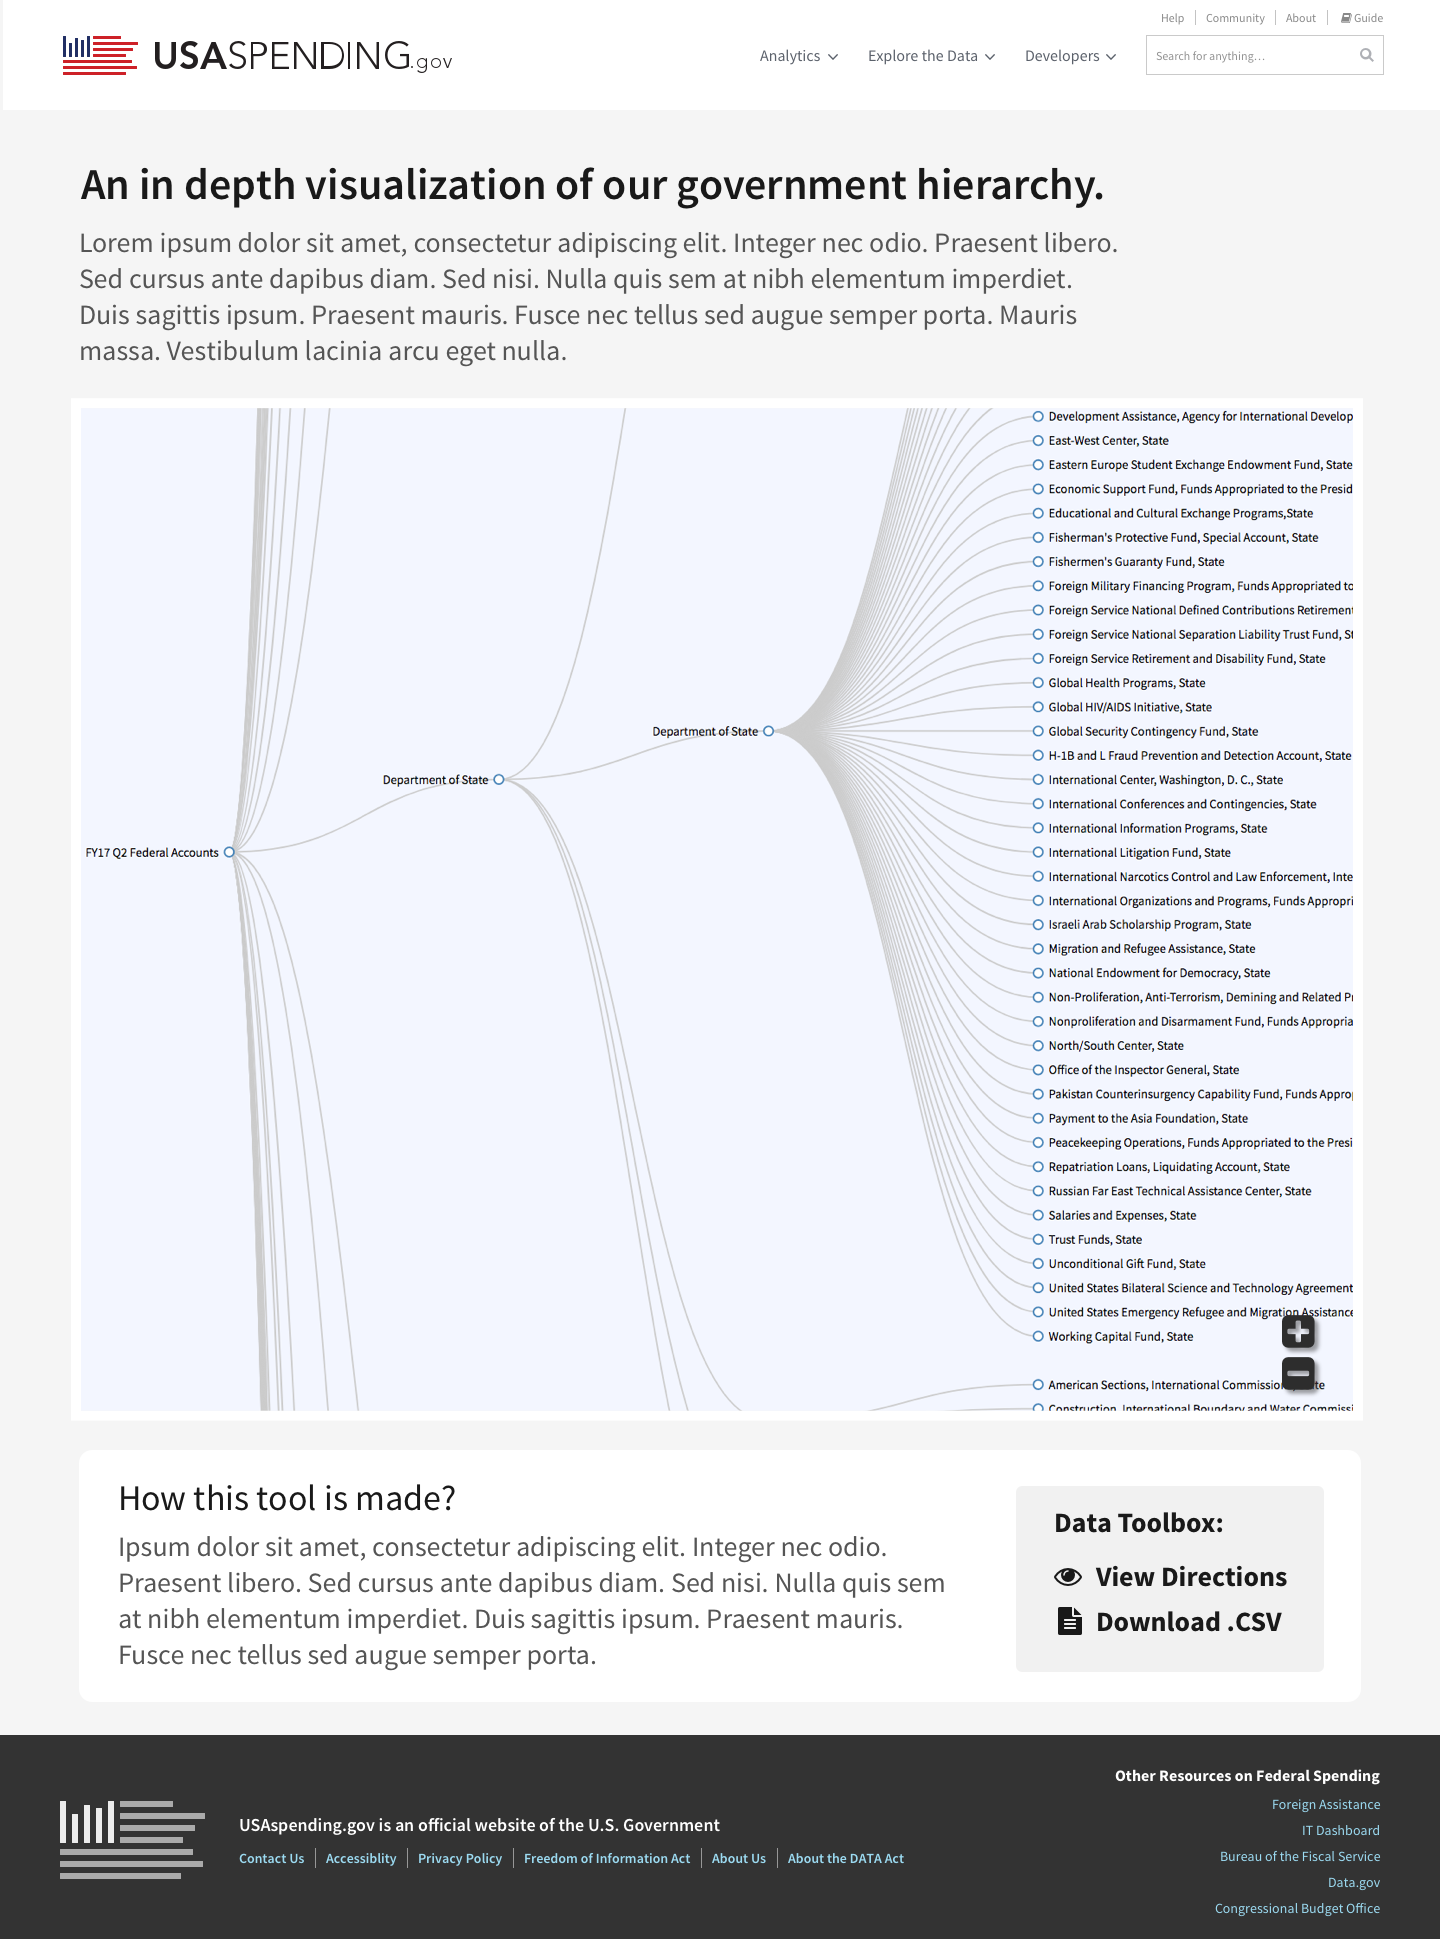 Help
Community
About
Guide
USASPENDING.gov
Analytics
Explore the Data
Developers
Search for anything...
An in depth visualization of our government hierarchy.
Lorem ipsum dolor sit amet, consectetur adipiscing elit. Integer nec odio. Praesent libero.
Sed cursus ante dapibus diam. Sed nisi. Nulla quis sem at nibh elementum imperdiet.
Duis sagittis ipsum. Praesent mauris. Fusce nec tellus sed augue semper porta. Mauris
massa. Vestibulum lacinia arcu eget nulla.
FY17 Q2 Federal Accounts
Department of State
Department of State
Development Assistance, Agency for International Develop
East-West Center, State
Eastern Europe Student Exchange Endowment Fund, State
Economic Support Fund, Funds Appropriated to the Presid
Educational and Cultural Exchange Programs,State
Fisherman's Protective Fund, Special Account, State
Fishermen's Guaranty Fund, State
Foreign Military Financing Program, Funds Appropriated to
Foreign Service National Defined Contributions Retirement
Foreign Service National Separation Liability Trust Fund, St
Foreign Service Retirement and Disability Fund, State
Global Health Programs, State
Global HIV/AIDS Initiative, State
Global Security Contingency Fund, State
H-1B and L Fraud Prevention and Detection Account, State
International Center, Washington, D. C., State
International Conferences and Contingencies, State
International Information Programs, State
International Litigation Fund, State
International Narcotics Control and Law Enforcement, Inte
International Organizations and Programs, Funds Appropri
Israeli Arab Scholarship Program, State
Migration and Refugee Assistance, State
National Endowment for Democracy, State
Non-Proliferation, Anti-Terrorism, Demining and Related Pr
Nonproliferation and Disarmament Fund, Funds Appropria
North/South Center, State
Office of the Inspector General, State
Pakistan Counterinsurgency Capability Fund, Funds Approp
Payment to the Asia Foundation, State
Peacekeeping Operations, Funds Appropriated to the Presi
Repatriation Loans, Liquidating Account, State
Russian Far East Technical Assistance Center, State
Salaries and Expenses, State
Trust Funds, State
Unconditional Gift Fund, State
United States Bilateral Science and Technology Agreement
United States Emergency Refugee and Migration Assistance
Working Capital Fund, State
American Sections, International Commission
Construction, International Boundary and Water Commissi
How this tool is made?
Ipsum dolor sit amet, consectetur adipiscing elit. Integer nec odio.
Praesent libero. Sed cursus ante dapibus diam. Sed nisi. Nulla quis sem
at nibh elementum imperdiet. Duis sagittis ipsum. Praesent mauris.
Fusce nec tellus sed augue semper porta.
Data Toolbox:
View Directions
Download .CSV
USAspending.gov is an official website of the U.S. Government
Contact Us
Accessiblity
Privacy Policy
Freedom of Information Act
About Us
About the DATA Act
Other Resources on Federal Spending
Foreign Assistance
IT Dashboard
Bureau of the Fiscal Service
Data.gov
Congressional Budget Office